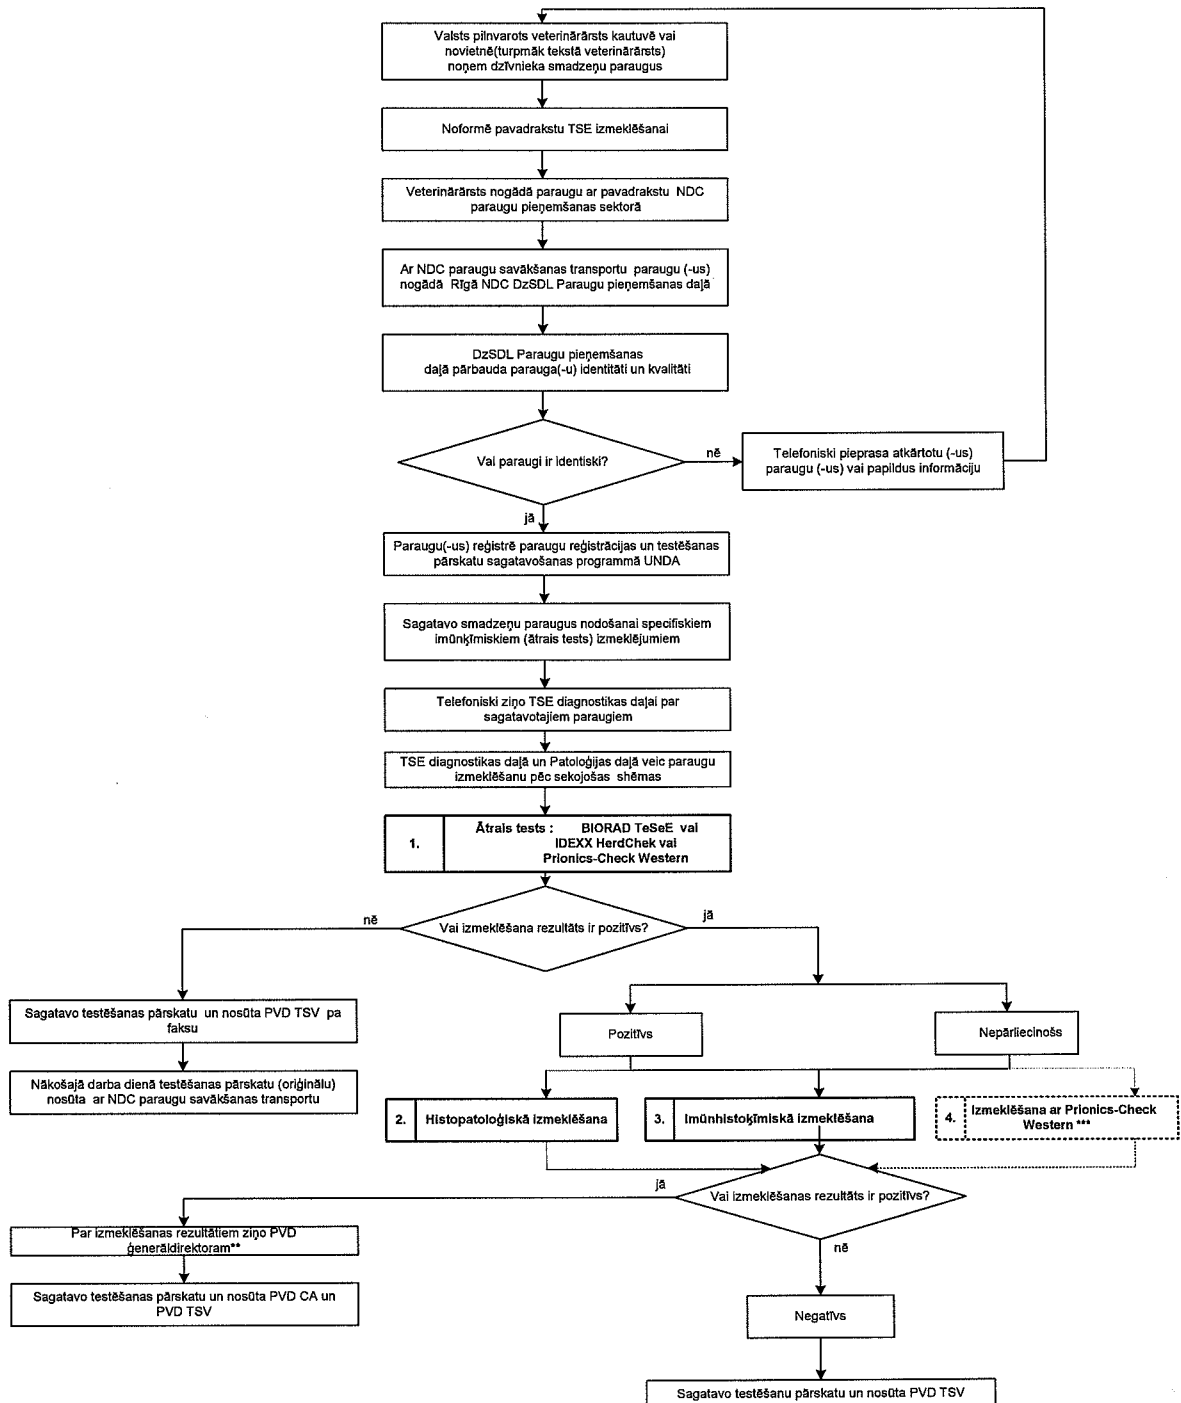 Valsts pilnvarots veterinārārsts kautuvē vai
novietnē(turpmāk tekstā veterinārārsts)
noņem dzīvnieka smadzeņu paraugus
Noformē pavadrakstu TSE izmeklēšanai
Veterinārārsts nogādā paraugu ar pavadrakstu NDC
paraugu pieņemšanas sektorā
Ar NDC paraugu savākšanas transportu paraugu (-us)
nogādā Rīgā NDC DzSDL Paraugu pieņemšanas daļā
DzSDL Paraugu pieņemšanas
daļā pārbauda parauga(-u) identitāti un kvalitāti
Vai paraugi ir identiski?
nē
Telefoniski pieprasa atkārtotu (-us)
paraugu (-us) vai papildus informāciju
jā
Paraugu(-us) reģistrē paraugu reģistrācijas un testēšanas
pārskatu sagatavošanas programmā UNDA
Sagatavo smadzeņu paraugus nodošanai specifiskiem
imūnķīmiskiem (ātrais tests) izmeklējumiem
Telefoniski ziņo TSE diagnostikas daļai par
sagatavotajiem paraugiem
TSE diagnostikas daļā un Patoloģijas daļā veic paraugu
izmeklēšanu pēc sekojošas shēmas
1.
Ātrais tests : BIORAD TeSeE vai
IDEXX HerdChek vai
Prionics-Check Western
nē
Vai izmeklēšana rezultāts ir pozitīvs?
jā
Sagatavo testēšanas pārskatu un nosūta PVD TSV pa
faksu
Pozitīvs
Nepārliecinošs
Nākošajā darba dienā testēšanas pārskatu (oriģinālu)
nosūta ar NDC paraugu savākšanas transportu
2. Histopatoloģiskā izmeklēšana
3. Imūnhistoķīmiskā izmeklēšana
4. Izmeklēšana ar Prionics-Check
Western ***
jā
Vai izmeklēšanas rezultāts ir pozitīvs?
Par izmeklēšanas rezultātiem ziņo PVD
ģenerāldirektoram**
nē
Sagatavo testēšanas pārskatu un nosūta PVD CA un
PVD TSV
Negatīvs
Sagatavo testēšanu pārskatu un nosūta PVD TSV